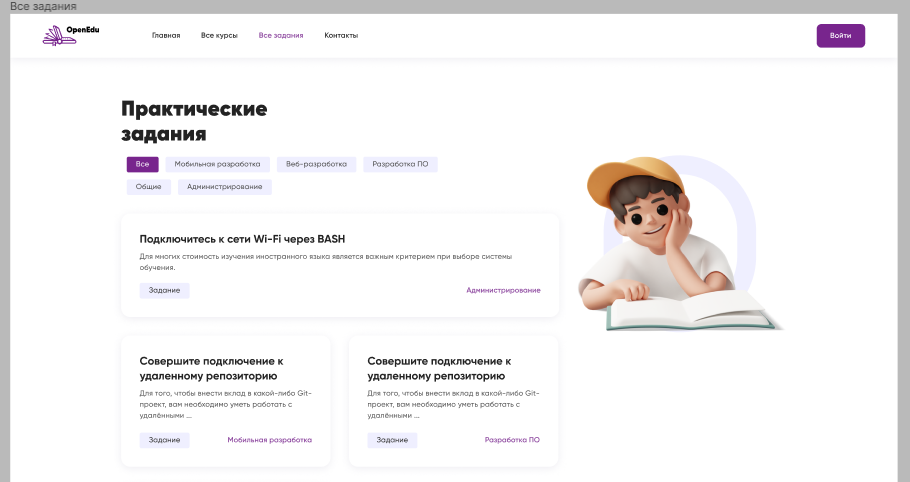 Все задания
OpenEdu
Главная Все курсы Все задания Контакты Войти
Практические
задания
Все Мобильная разработка Веб-разработка Разработка ПО
Общие Администрирование
Подключитесь к сети Wi-Fi через BASH
Для многих стоимость изучения иностранного языка является важным критерием при выборе системы
обучения.
Задание Администрирование
Совершите подключение к
удаленному репозиторию
Для того, чтобы внести вклад в какой-либо Git-
проект, вам необходимо уметь работать с
удалёнными ...
Задание Мобильная разработка
Совершите подключение к
удаленному репозиторию
Для того, чтобы внести вклад в какой-либо Git-
проект, вам необходимо уметь работать с
удалёнными ...
Задание Разработка ПО